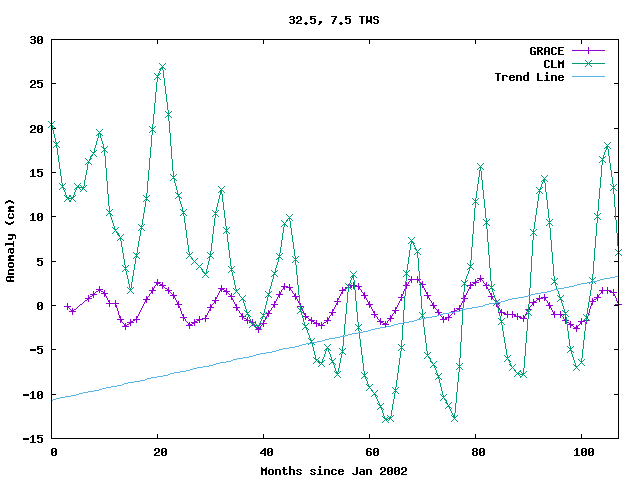 32.5, 7.5 TWS
GRACE
CLM
Trend Line
30
25
20
15
10
5
0
-5
-10
-15
Anomaly (cm)
0 20 40 60 80 100
Months since Jan 2002